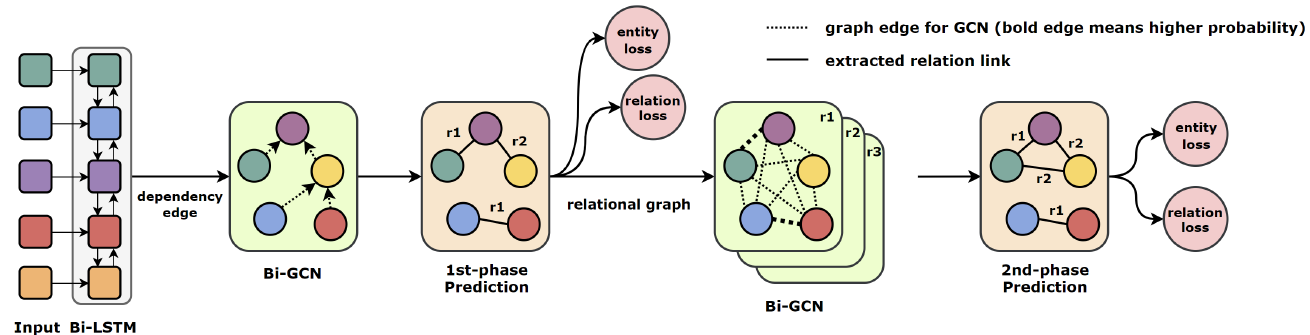 graph edge for GCN (bold edge means higher probability)
extracted relation link
entity
loss
relation
loss
r1
r2
r1
r1
r2
r3
r1
r2
r2
r1
entity
loss
relation
loss
dependency
edge
relational graph
Bi-GCN
1st-phase
Prediction
Bi-GCN
2nd-phase
Prediction
Input
Bi-LSTM